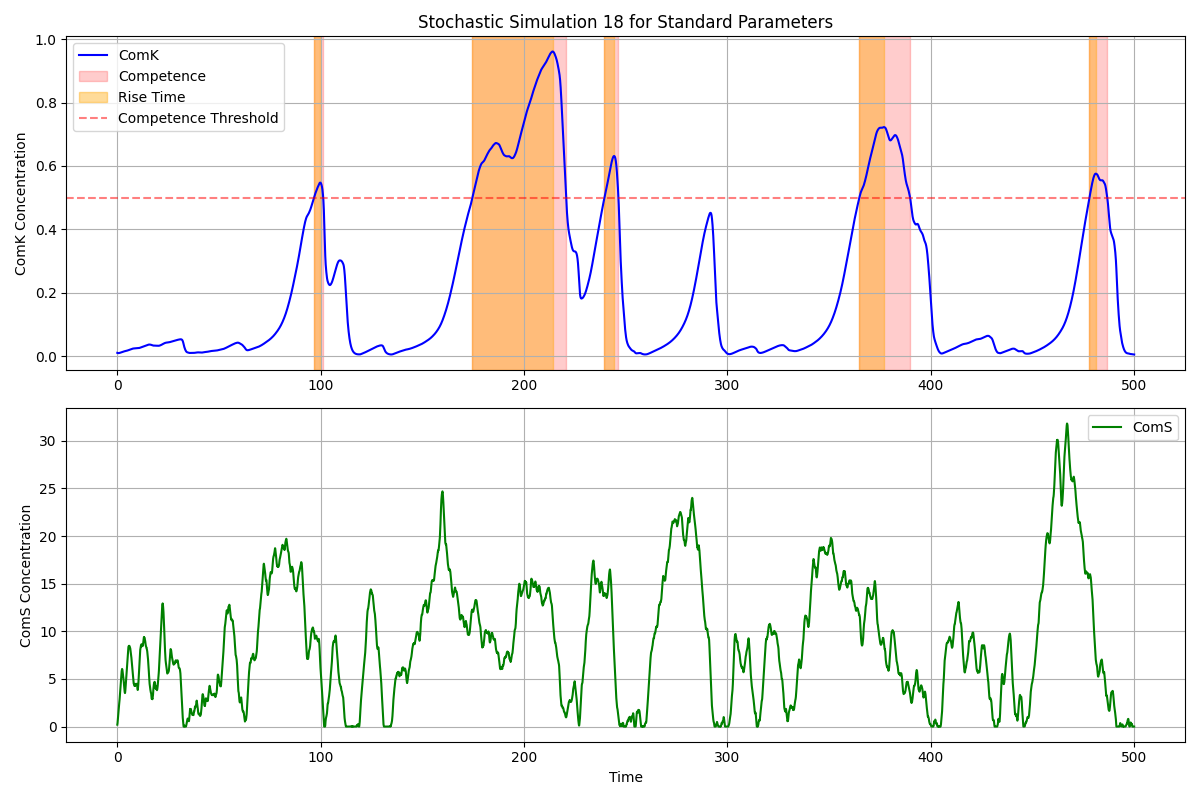 Stochastic Simulation 18 for Standard Parameters
ComK Concentration
1.0
0.8
0.6
0.4
0.2
0.0
ComK
Competence
Rise Time
Competence Threshold
0 100 200 300 400 500
ComS Concentration
30
25
20
15
10
5
0
ComS
0 100 200 300 400 500
Time